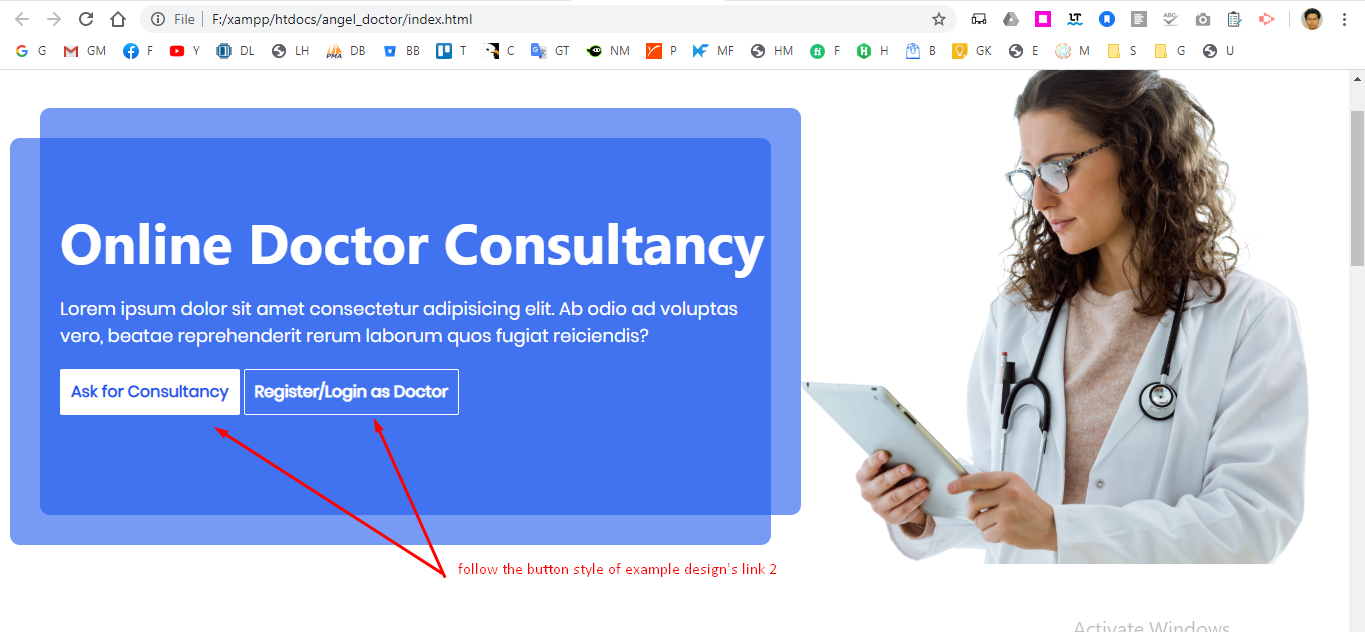 File F:/xampp/htdocs/angel_doctor/index.html
G GM F Y DL LH DB BB T C GT NM P MF HM F H B GK E M S G U
Online Doctor Consultancy
Lorem ipsum dolor sit amet consectetur adipisicing elit. Ab odio ad voluptas
vero, beatae reprehenderit rerum laborum quos fugiat reiciendis?
Ask for Consultancy Register/Login as Doctor
follow the button style of example design's link 2
Activate Windows